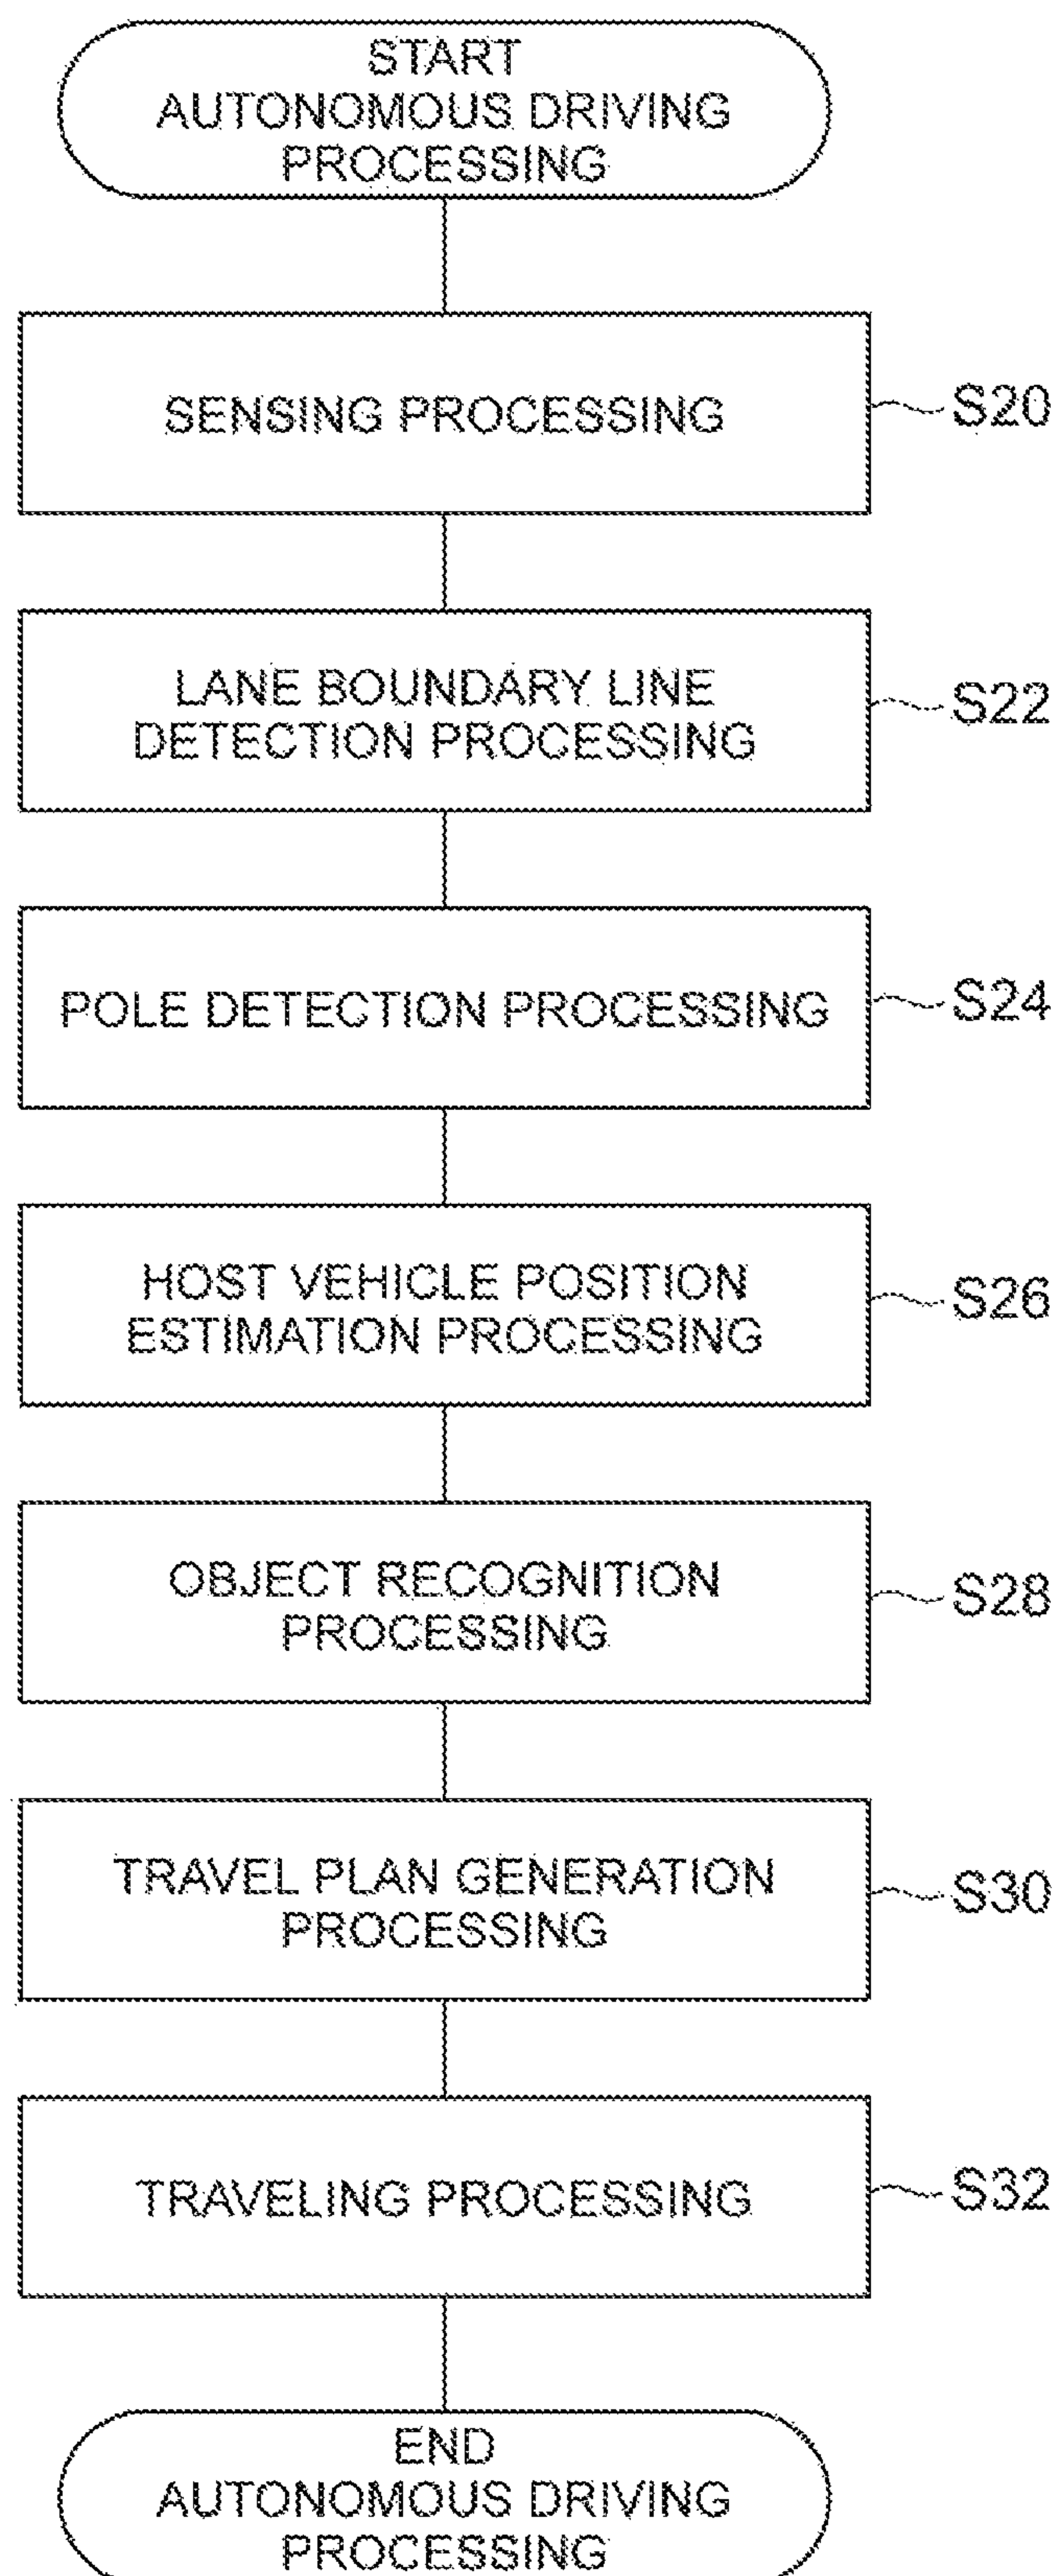 START
AUTONOMOUS DRIVING
PROCESSING
SENSING PROCESSING
S20
LANE BOUNDARY LINE
DETECTION PROCESSING
S22
POLE DETECTION PROCESSING
S24
HOST VEHICLE POSITION
ESTIMATION PROCESSING
S26
OBJECT RECOGNITION
PROCESSING
S28
TRAVEL PLAN GENERATION
PROCESSING
S30
TRAVELING PROCESSING
S32
END
AUTONOMOUS DRIVING
PROCESSING